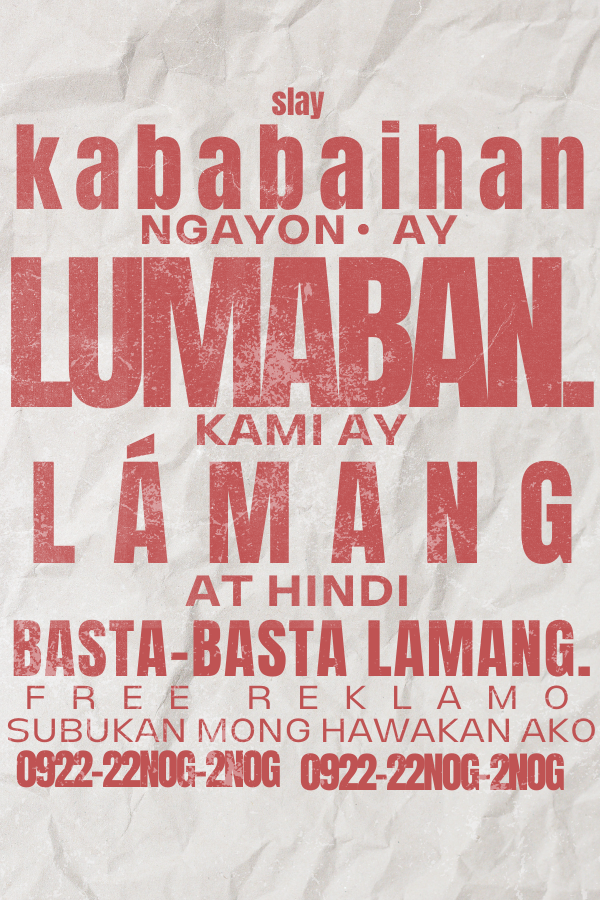 slay
kababaihan
NGAYON • AY
LUMABAN.
KAMI AY
LÁMANG
AT HINDI
BASTA-BASTA LAMANG.
FREE REKLAMO
SUBUKAN MONG HAWAKAN AKO
0922-22NOG-2NOG 0922-22NOG-2NOG